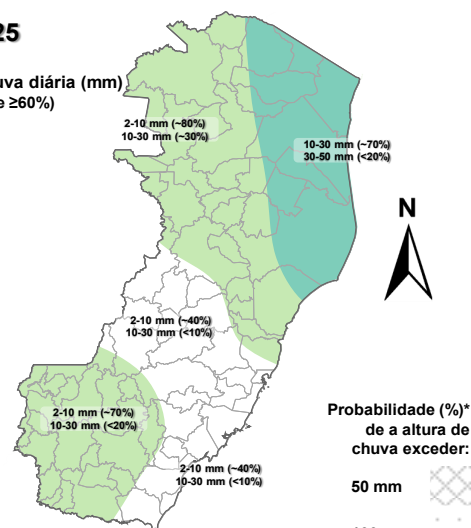 25
uva diária (mm)
e ≥60%)
2-10 mm (~80%)
10-30 mm (~30%)
10-30 mm (~70%)
30-50 mm (<20%)
N
2-10 mm (~40%)
10-30 mm (<10%)
2-10 mm (~70%)
10-30 mm (<20%)
2-10 mm (~40%)
10-30 mm (<10%)
Probabilidade (%)*
de a altura de
chuva exceder:
50 mm